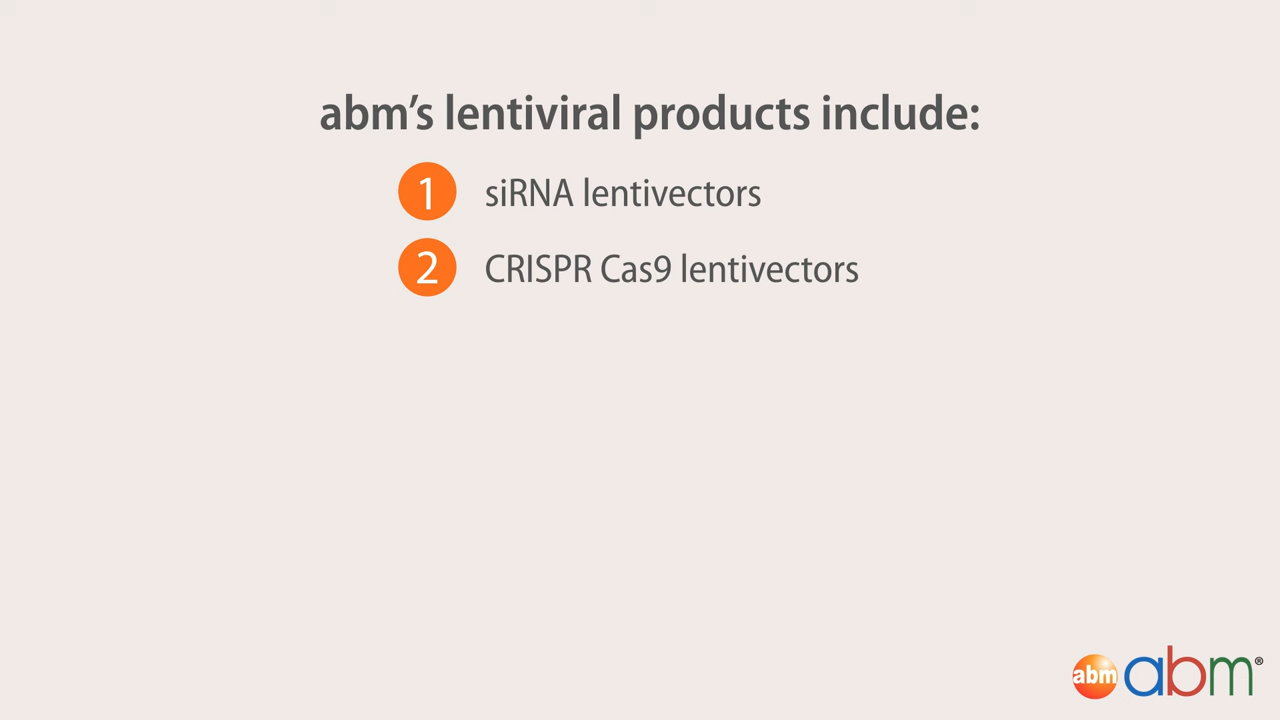 abm’s lentiviral products include:
1 siRNA lentivectors
2 CRISPR Cas9 lentivectors
abm abm®